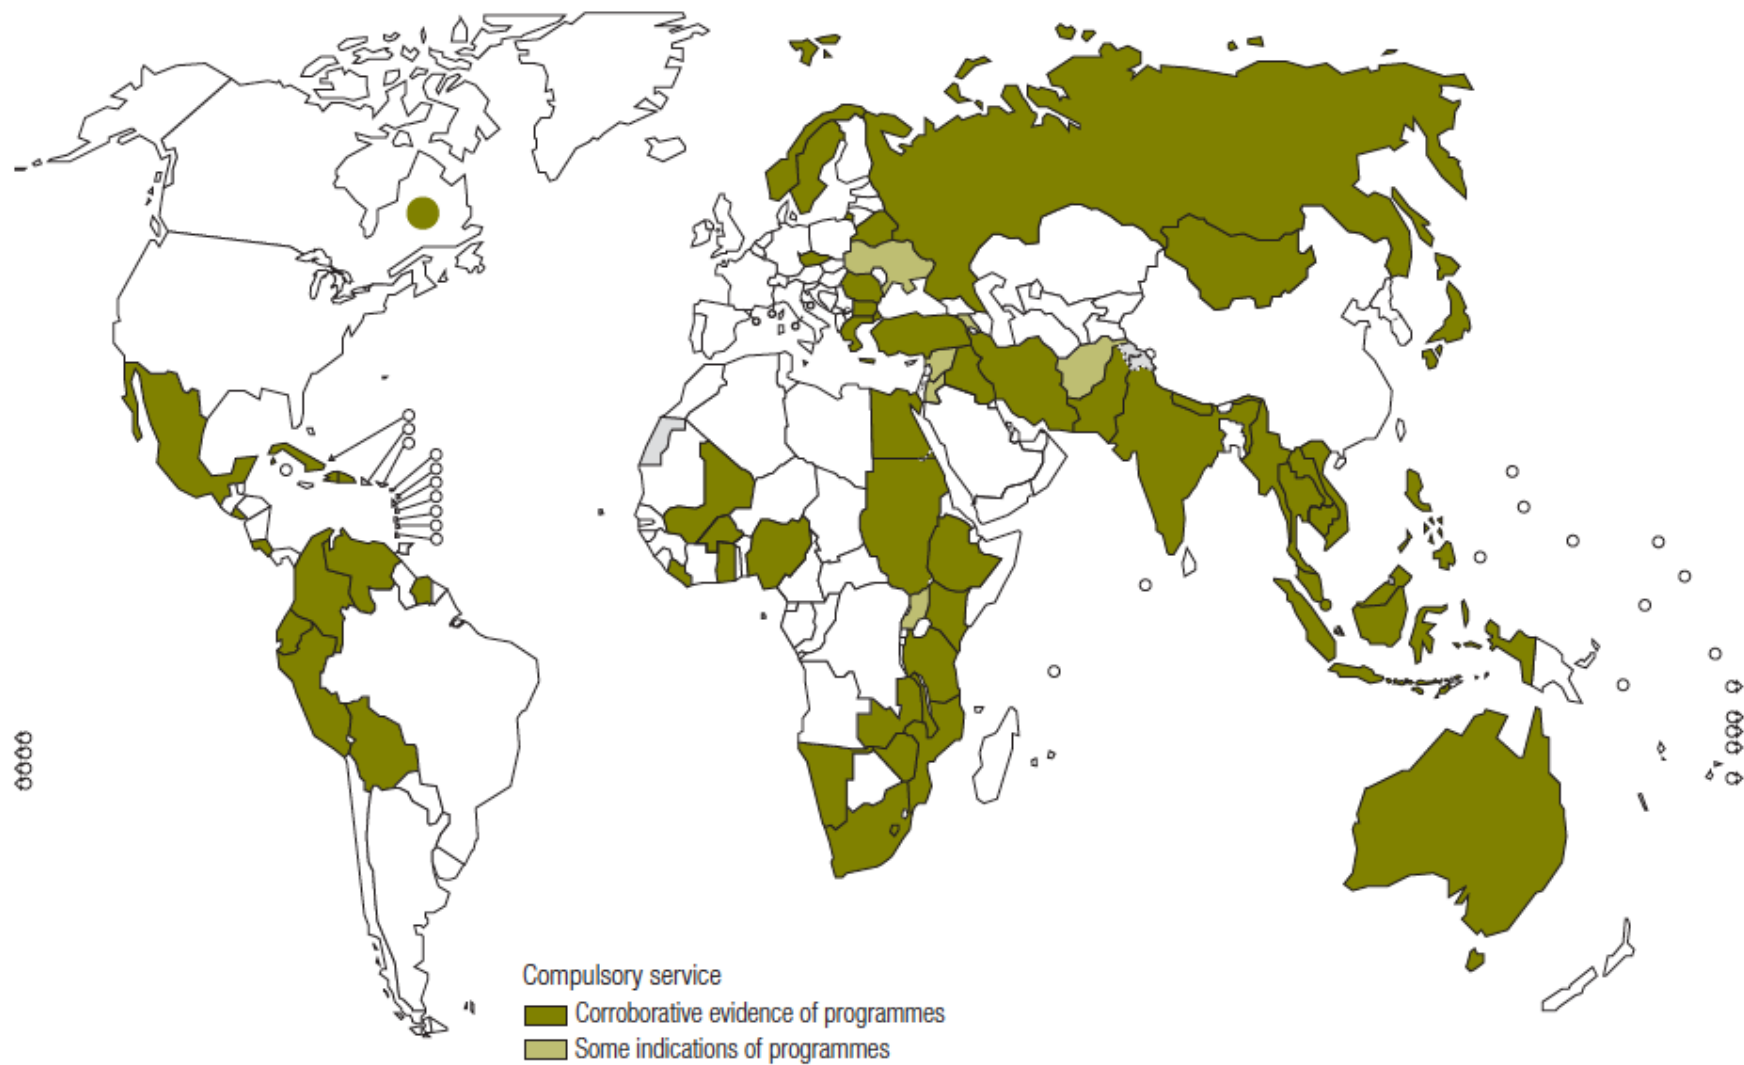 Compulsory service
Corroborative evidence of programmes
Some indications of programmes